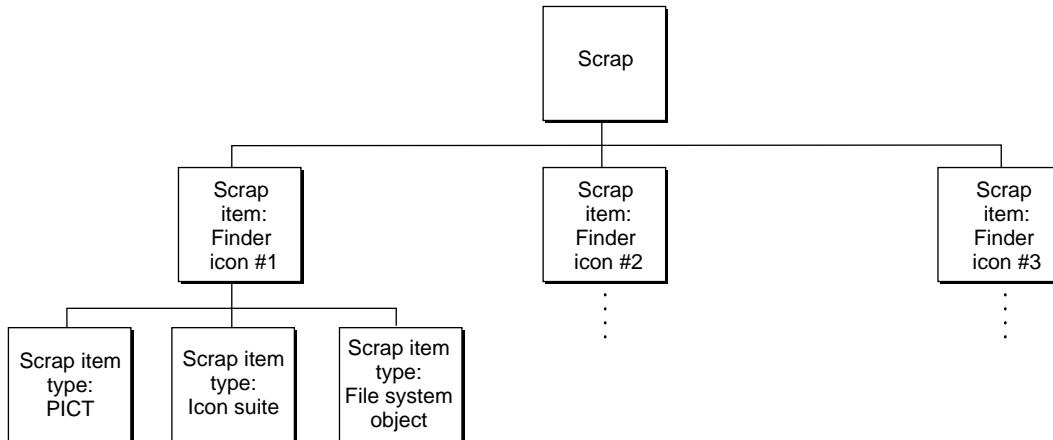 Scrap
Scrap
item:
Finder
icon #1
Scrap
item:
Finder
icon #2
Scrap
item:
Finder
icon #3
Scrap item
type:
PICT
Scrap item
type:
Icon suite
Scrap item
type:
File system
object